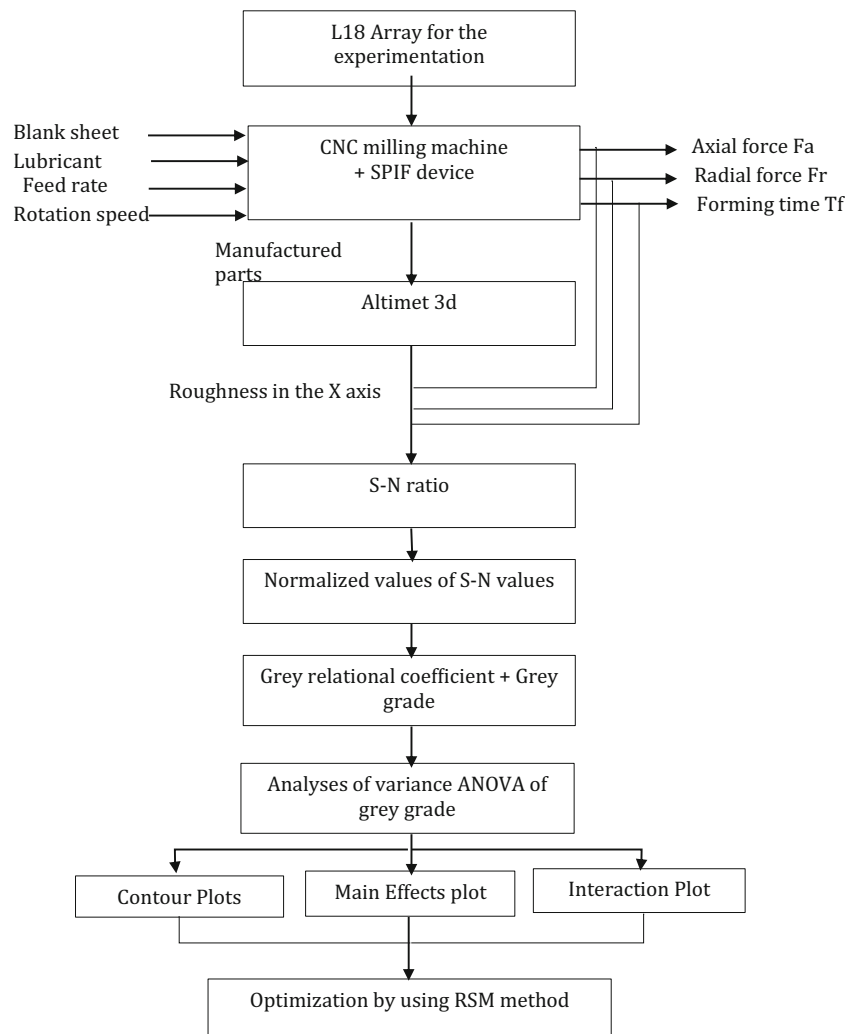 L18 Array for the
experimentation
Blank sheet
Lubricant
Feed rate
Rotation speed
CNC milling machine
+ SPIF device
Axial force Fa
Radial force Fr
Forming time Tf
Manufactured
parts
Altimet 3d
Roughness in the X axis
S-N ratio
Normalized values of S-N values
Grey relational coefficient + Grey
grade
Analyses of variance ANOVA of
grey grade
Contour Plots
Main Effects plot
Interaction Plot
Optimization by using RSM method